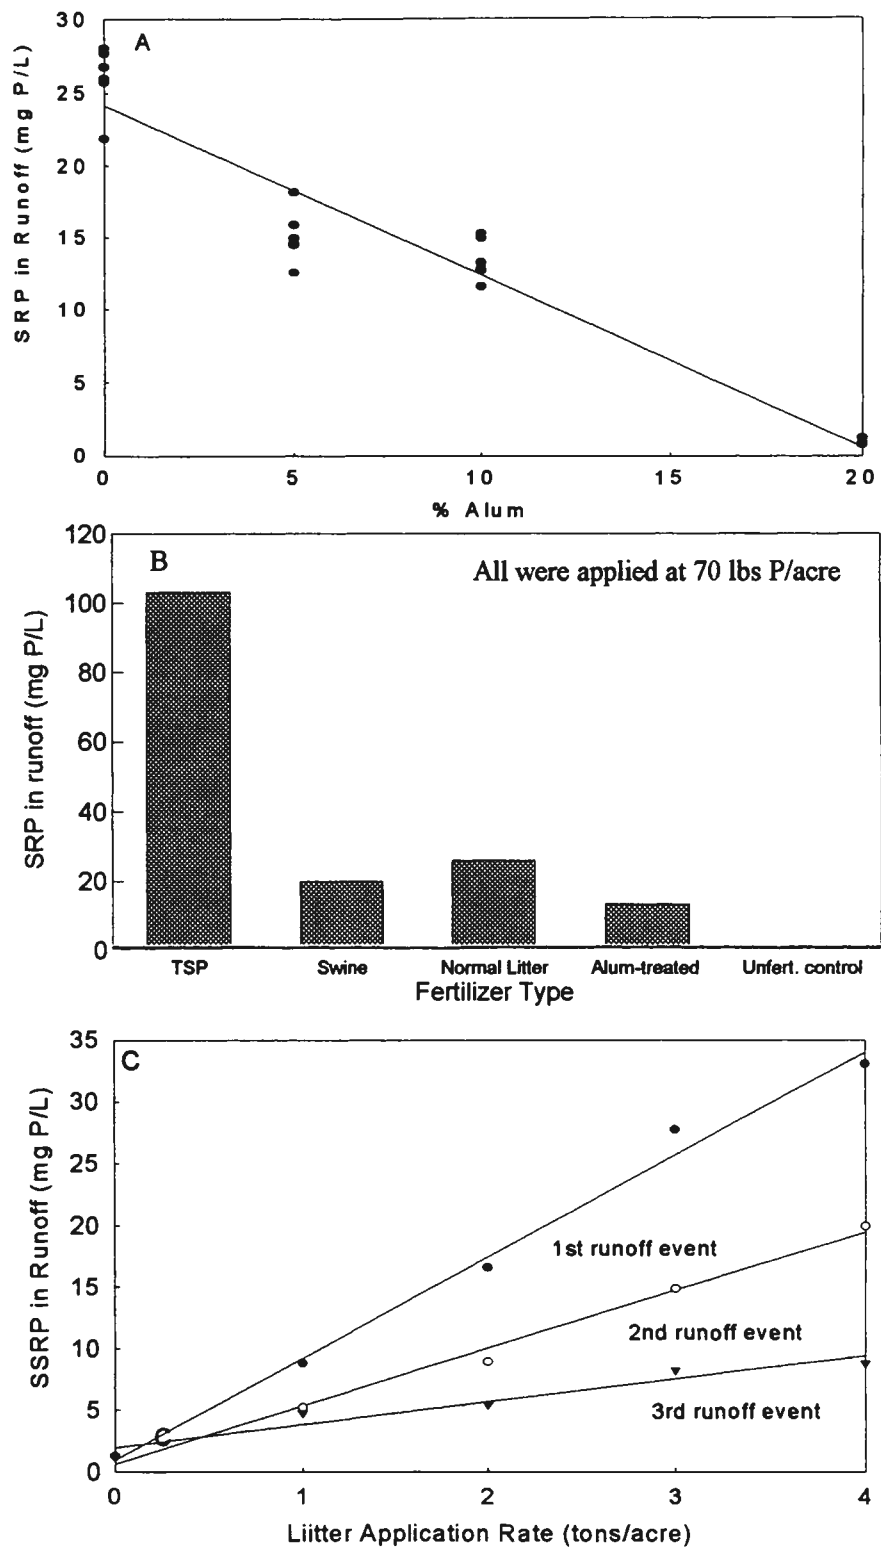 A
SRP in Runoff (mg P/L)
30
25
20
15
10
5
0
0 5 10 20
% Alum
B
All were applied at 70 lbs P/acre
SRP in runoff (mg P/L)
120
100
80
60
40
20
0
TSP Swine Normal Litter Alum-treated Unfert. control
Fertilizer Type
C
SSRP in Runoff (mg P/L)
35
30
25
20
15
10
5
0
1st runoff event
2nd runoff event
3rd runoff event
C
0 1 2 3 4
Liitter Application Rate (tons/acre)